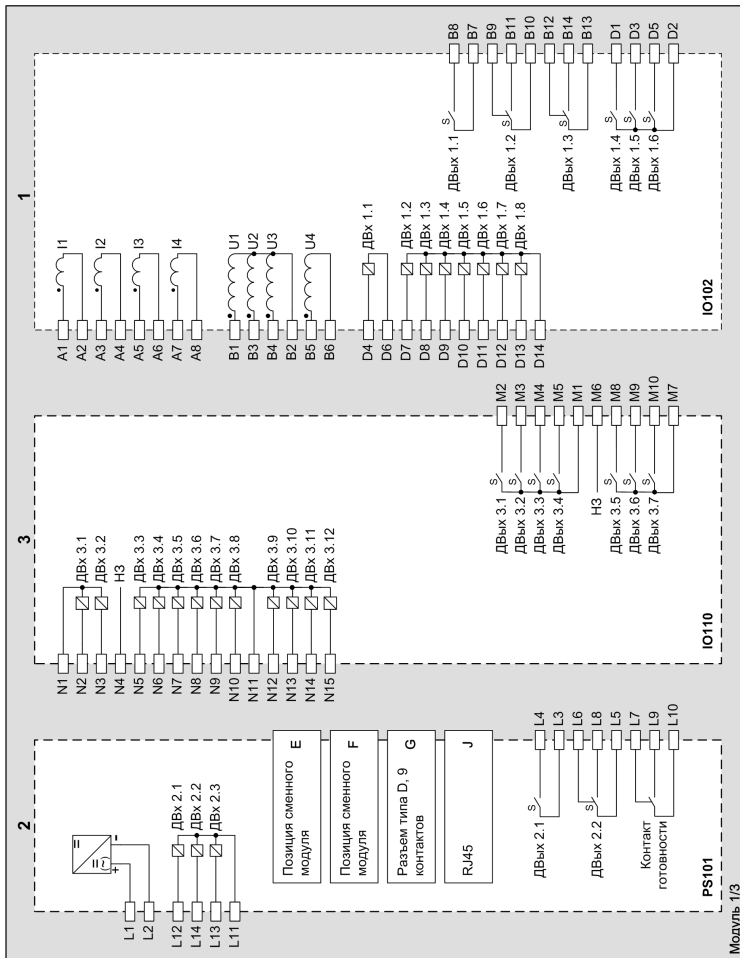 1
I1
I2
I3
I4
A1
A2
A3
A4
A5
A6
A7
A8
U1
U2
U3
U4
B1
B3
B4
B2
B5
B6
ДВх 1.1
ДВх 1.2
ДВх 1.3
ДВх 1.4
ДВх 1.5
ДВх 1.6
ДВх 1.7
ДВх 1.8
D4
D6
D7
D8
D9
D10
D11
D12
D13
D14
ДВых 1.1
ДВых 1.2
ДВых 1.3
ДВых 1.4
ДВых 1.5
ДВых 1.6
S
S
S
S
S
S
B8
B7
B9
B11
B10
B12
B14
B13
D1
D3
D5
D2
IO102
3
N1
N2
N3
N4
N5
N6
N7
N8
N9
N10
N11
N12
N13
N14
N15
ДВх 3.1
ДВх 3.2
НЗ
ДВх 3.3
ДВх 3.4
ДВх 3.5
ДВх 3.6
ДВх 3.7
ДВх 3.8
ДВх 3.9
ДВх 3.10
ДВх 3.11
ДВх 3.12
ДВых 3.1
ДВых 3.2
ДВых 3.3
ДВых 3.4
НЗ
ДВых 3.5
ДВых 3.6
ДВых 3.7
S
S
S
S
S
S
S
M2
M3
M4
M5
M1
M6
M8
M9
M10
M7
IO110
2
L1
L2
L12
L14
L13
L11
+
-
ДВх 2.1
ДВх 2.2
ДВх 2.3
Позиция сменного
модуля
E
Позиция сменного
модуля
F
Разъем типа D, 9
контактов
G
RJ45
J
ДВых 2.1
ДВых 2.2
Контакт
готовности
S
S
L4
L3
L6
L8
L5
L7
L9
L10
PS101
Модуль 1/3